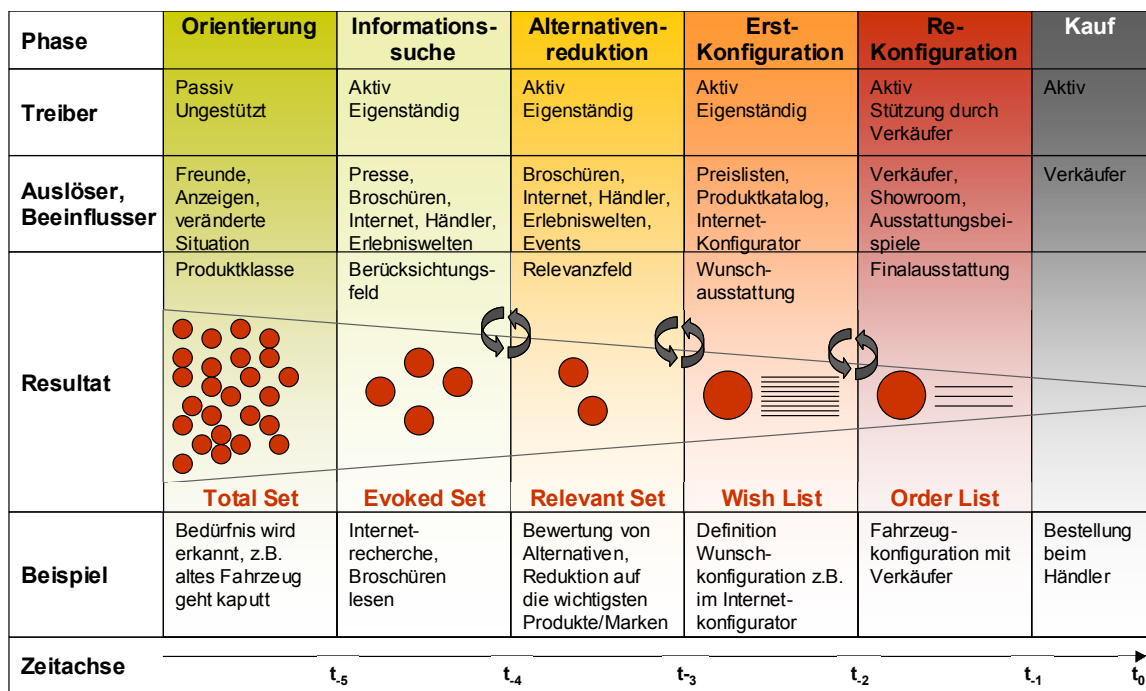 Phase
Orientierung
Informations-
suche
Alternativen-
reduktion
Erst-
Konfiguration
Re-
Konfiguration
Kauf
Treiber
Passiv
Ungestützt
Aktiv
Eigenständig
Aktiv
Eigenständig
Aktiv
Eigenständig
Aktiv
Stützung durch
Verkäufer
Aktiv
Auslöser,
Beeinflusser
Freunde,
Anzeigen,
veränderte
Situation
Presse,
Broschüren,
Internet, Händler,
Erlebniswelten
Broschüren,
Internet, Händler,
Erlebniswelten,
Events
Preislisten,
Produktkatalog,
Internet-
Konfigurator
Verkäufer,
Showroom,
Ausstattungsbei-
spiele
Verkäufer
Resultat
Produktklasse
Total Set
Berücksichtungs-
feld
Evoked Set
Relevanzfeld
Relevant Set
Wunsch-
ausstattung
Wish List
Finalausstattung
Order List
Beispiel
Bedürfnis wird
erkannt, z.B.
altes Fahrzeug
geht kaputt
Internet-
recherche,
Broschüren
lesen
Bewertung von
Alternativen,
Reduktion auf
die wichtigsten
Produkte/Marken
Definition
Wunsch-
konfiguration z.B.
im Internet-
konfigurator
Fahrzeug-
konfiguration mit
Verkäufer
Bestellung
beim
Händler
Zeitachse
t-5
t-4
t-3
t-2
t-1
t0